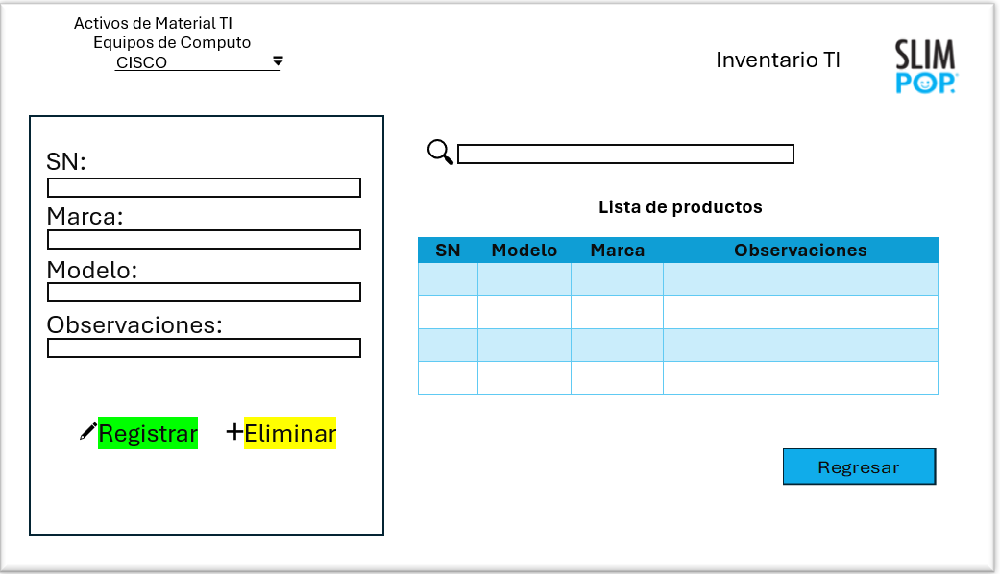 Activos de Material TI
Equipos de Computo
CISCO
Inventario TI
SLIM
POP.
SN:
Marca:
Modelo:
Observaciones:
Registrar
Eliminar
Lista de productos
SN Modelo Marca Observaciones
Regresar